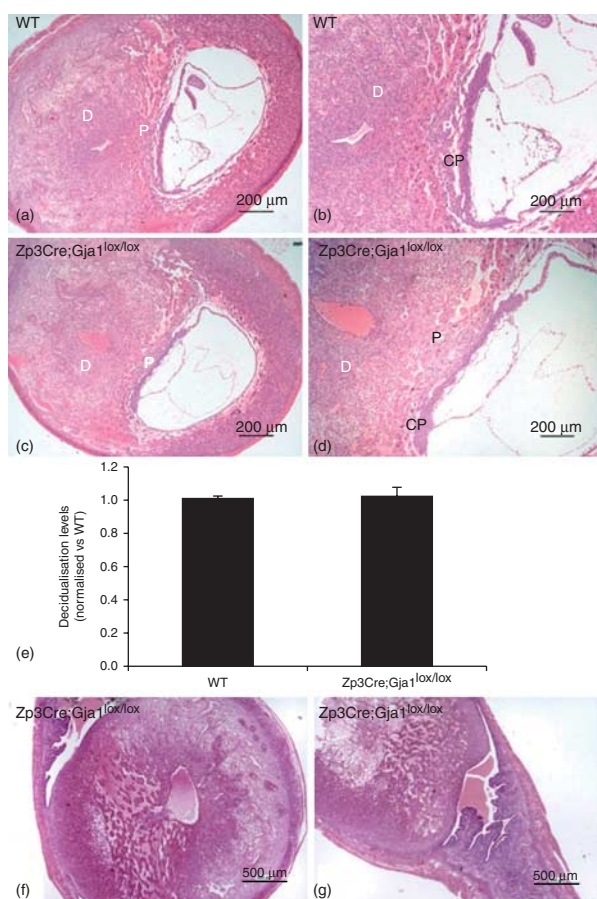 WT
D
P
200 μm
(a)
WT
D
P
CP
200 μm
(b)
Zp3Cre;Gja1lox/lox
D
P
200 μm
(c)
Zp3Cre;Gja1lox/lox
P
D
CP
200 μm
(d)
1.2
1.0
0.8
0.6
0.4
0.2
0.0
Decidualisation levels
(normalised vs WT)
WT
Zp3Cre;Gja1lox/lox
(e)
Zp3Cre;Gja1lox/lox
500 μm
(f)
Zp3Cre;Gja1lox/lox
500 μm
(g)